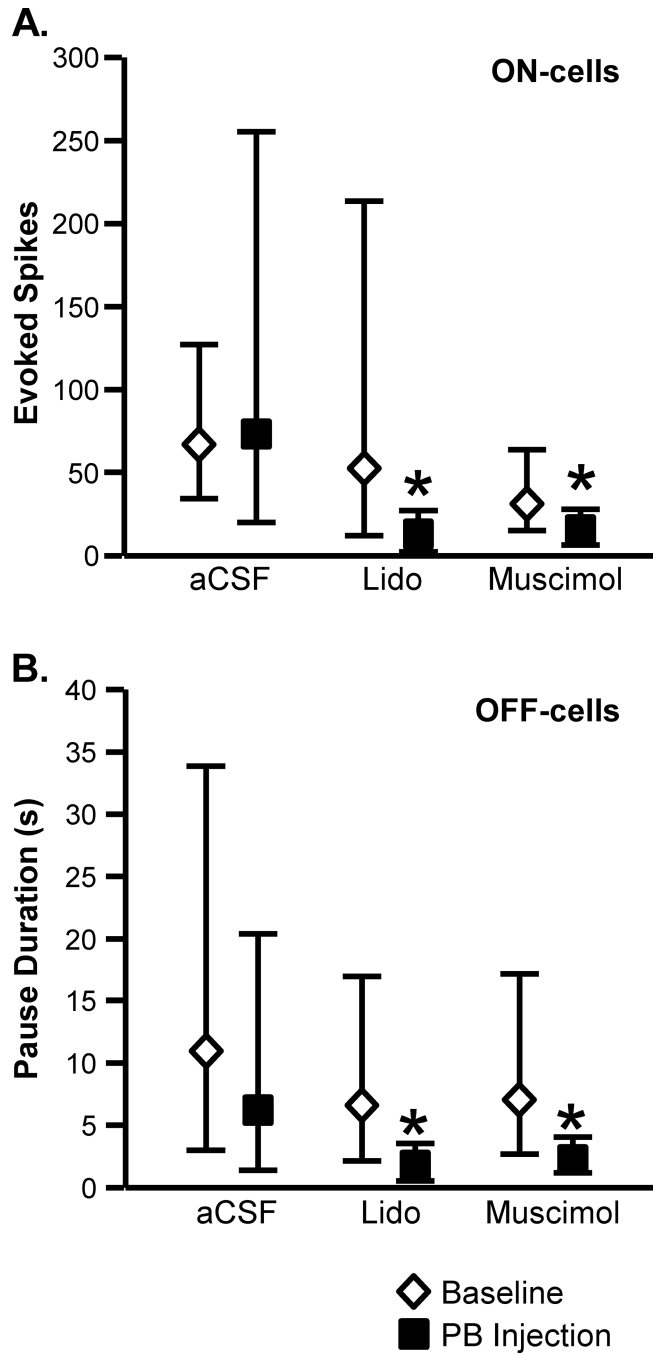 A.
ON-cells
Evoked Spikes
300
250
200
150
100
50
0
aCSF Lido Muscimol
* *
B.
OFF-cells
Pause Duration (s)
40
35
30
25
20
15
10
5
0
aCSF Lido Muscimol
* *
Baseline
PB Injection